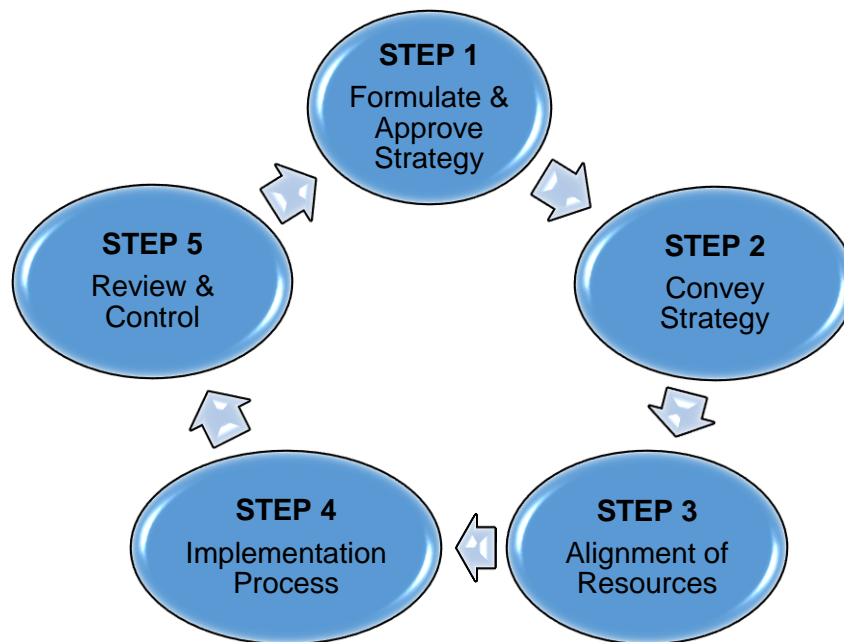 STEP 1
Formulate &
Approve
Strategy
STEP 2
Convey
Strategy
STEP 3
Alignment of
Resources
STEP 4
Implementation
Process
STEP 5
Review &
Control